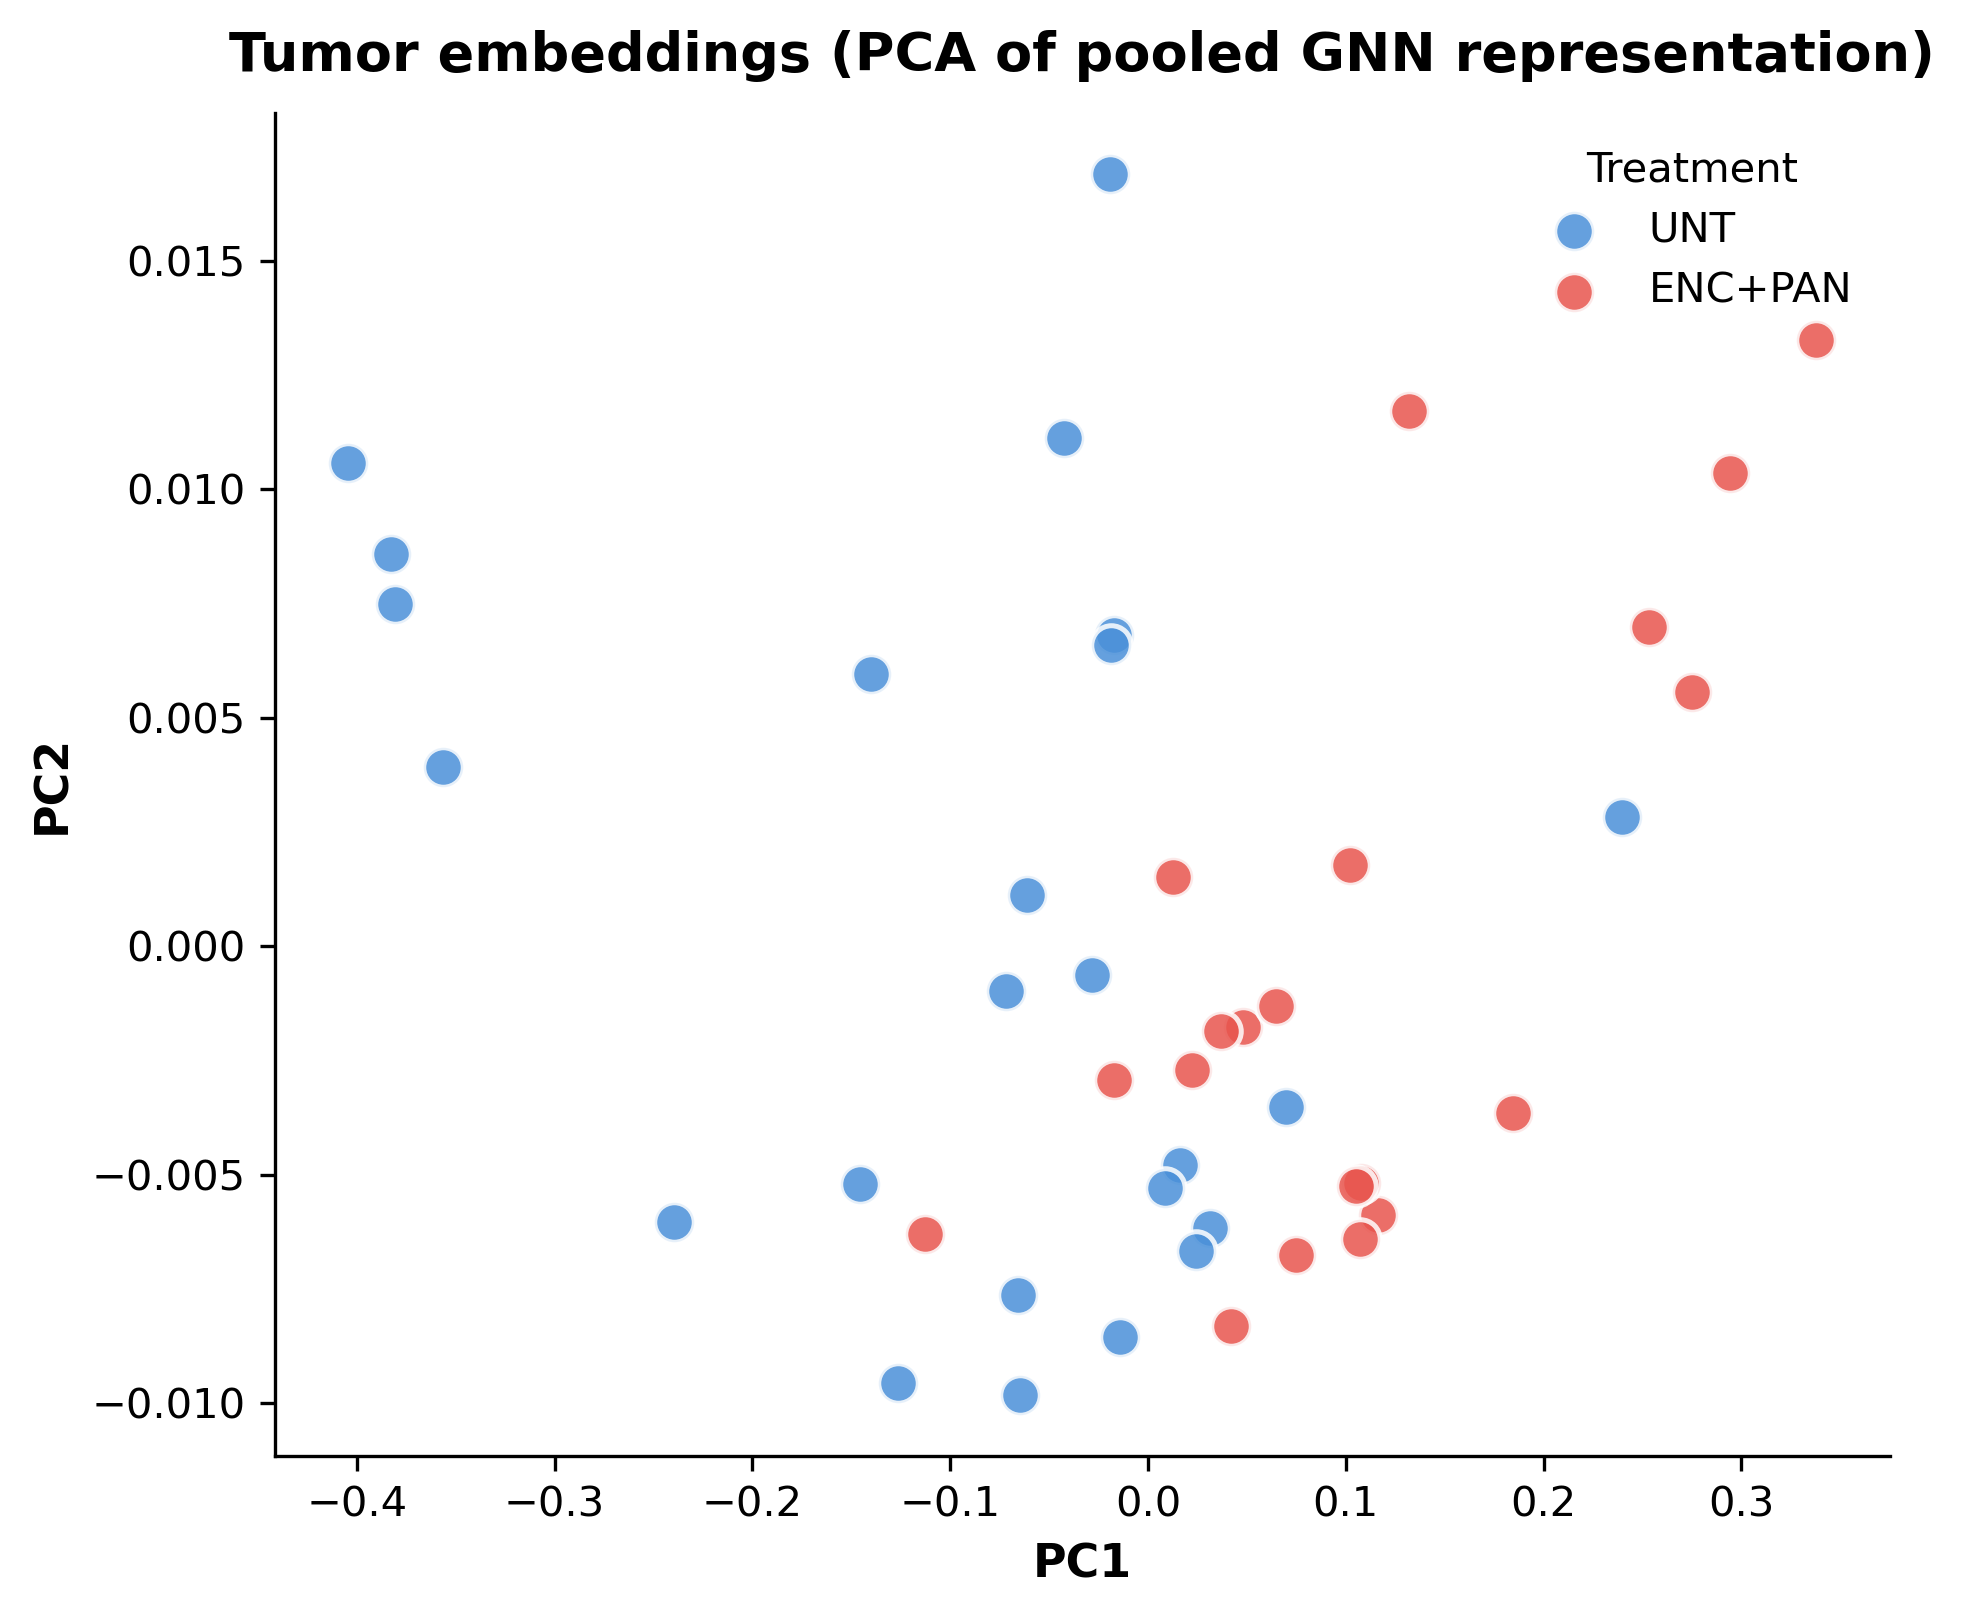 Tumor embeddings (PCA of pooled GNN representation)
Treatment
UNT
ENC+PAN
0.015
0.010
0.005
0.000
−0.005
−0.010
PC2
−0.4 −0.3 −0.2 −0.1 0.0 0.1 0.2 0.3
PC1